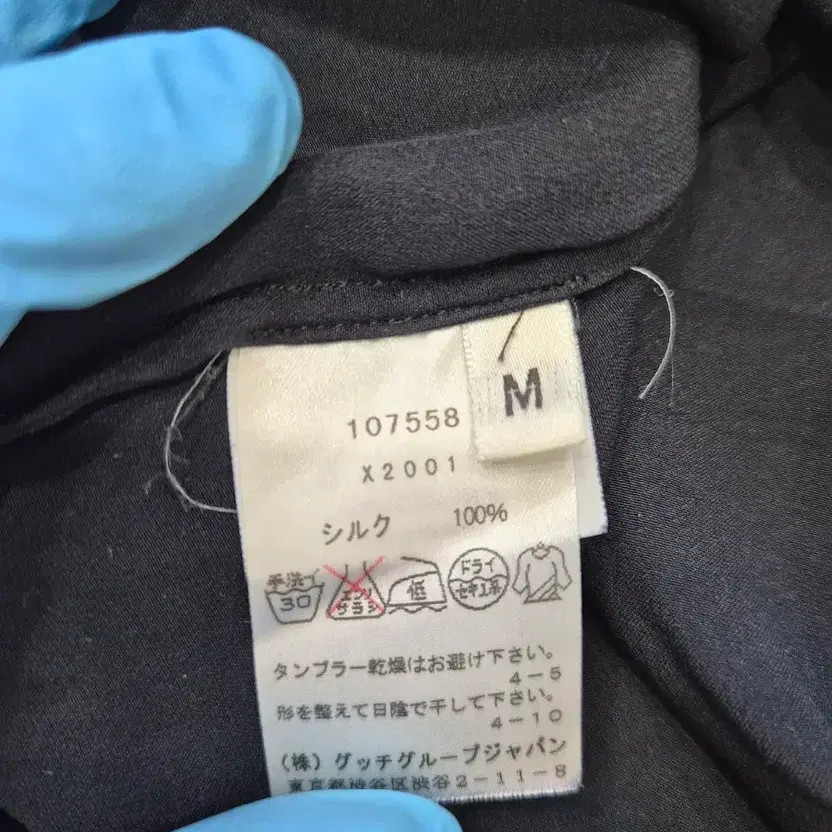 M
107558
X2001
シルク 100%
手洗イ
30
エンソ
サラシ
低
ドライ
セキユ系
タンブラー乾燥はお避け下さい。
4-5
形を整えて日陰で干して下さい。
4-10
(株)グッチグループジャパン
東京都渋谷区渋谷2-11-8